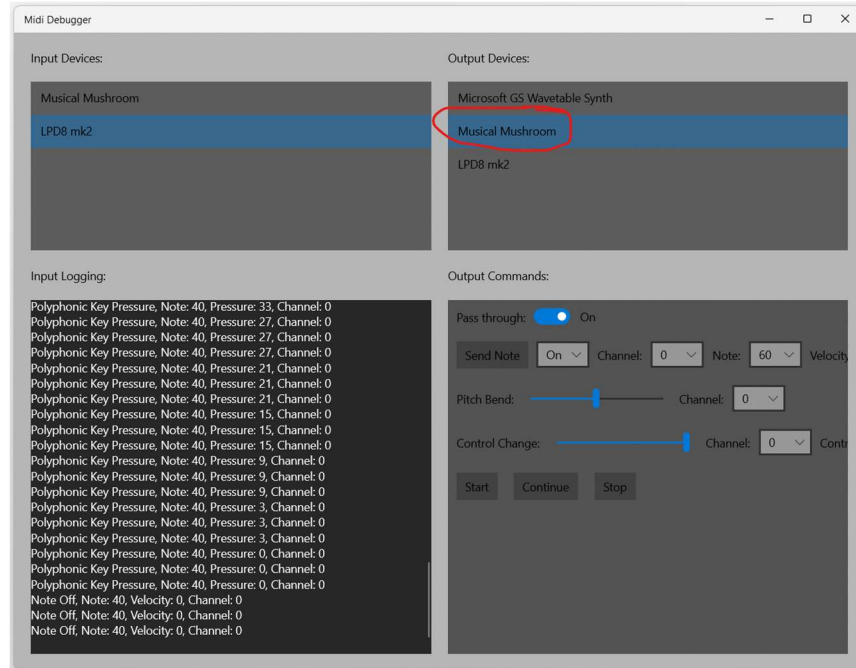 Midi Debugger
Input Devices:
Musical Mushroom
LPD8 mk2
Output Devices:
Microsoft GS Wavetable Synth
Musical Mushroom
LPD8 mk2
Input Logging:
Polyphonic Key Pressure, Note: 40, Pressure: 33, Channel: 0
Polyphonic Key Pressure, Note: 40, Pressure: 27, Channel: 0
Polyphonic Key Pressure, Note: 40, Pressure: 27, Channel: 0
Polyphonic Key Pressure, Note: 40, Pressure: 27, Channel: 0
Polyphonic Key Pressure, Note: 40, Pressure: 21, Channel: 0
Polyphonic Key Pressure, Note: 40, Pressure: 21, Channel: 0
Polyphonic Key Pressure, Note: 40, Pressure: 21, Channel: 0
Polyphonic Key Pressure, Note: 40, Pressure: 15, Channel: 0
Polyphonic Key Pressure, Note: 40, Pressure: 15, Channel: 0
Polyphonic Key Pressure, Note: 40, Pressure: 15, Channel: 0
Polyphonic Key Pressure, Note: 40, Pressure: 9, Channel: 0
Polyphonic Key Pressure, Note: 40, Pressure: 9, Channel: 0
Polyphonic Key Pressure, Note: 40, Pressure: 9, Channel: 0
Polyphonic Key Pressure, Note: 40, Pressure: 3, Channel: 0
Polyphonic Key Pressure, Note: 40, Pressure: 3, Channel: 0
Polyphonic Key Pressure, Note: 40, Pressure: 3, Channel: 0
Polyphonic Key Pressure, Note: 40, Pressure: 0, Channel: 0
Polyphonic Key Pressure, Note: 40, Pressure: 0, Channel: 0
Polyphonic Key Pressure, Note: 40, Pressure: 0, Channel: 0
Note Off, Note: 40, Velocity: 0, Channel: 0
Note Off, Note: 40, Velocity: 0, Channel: 0
Note Off, Note: 40, Velocity: 0, Channel: 0
Output Commands:
Pass through: On
Send Note On Channel: 0 Note: 60 Velocity
Pitch Bend: Channel: 0
Control Change: Channel: 0 Contr
Start Continue Stop